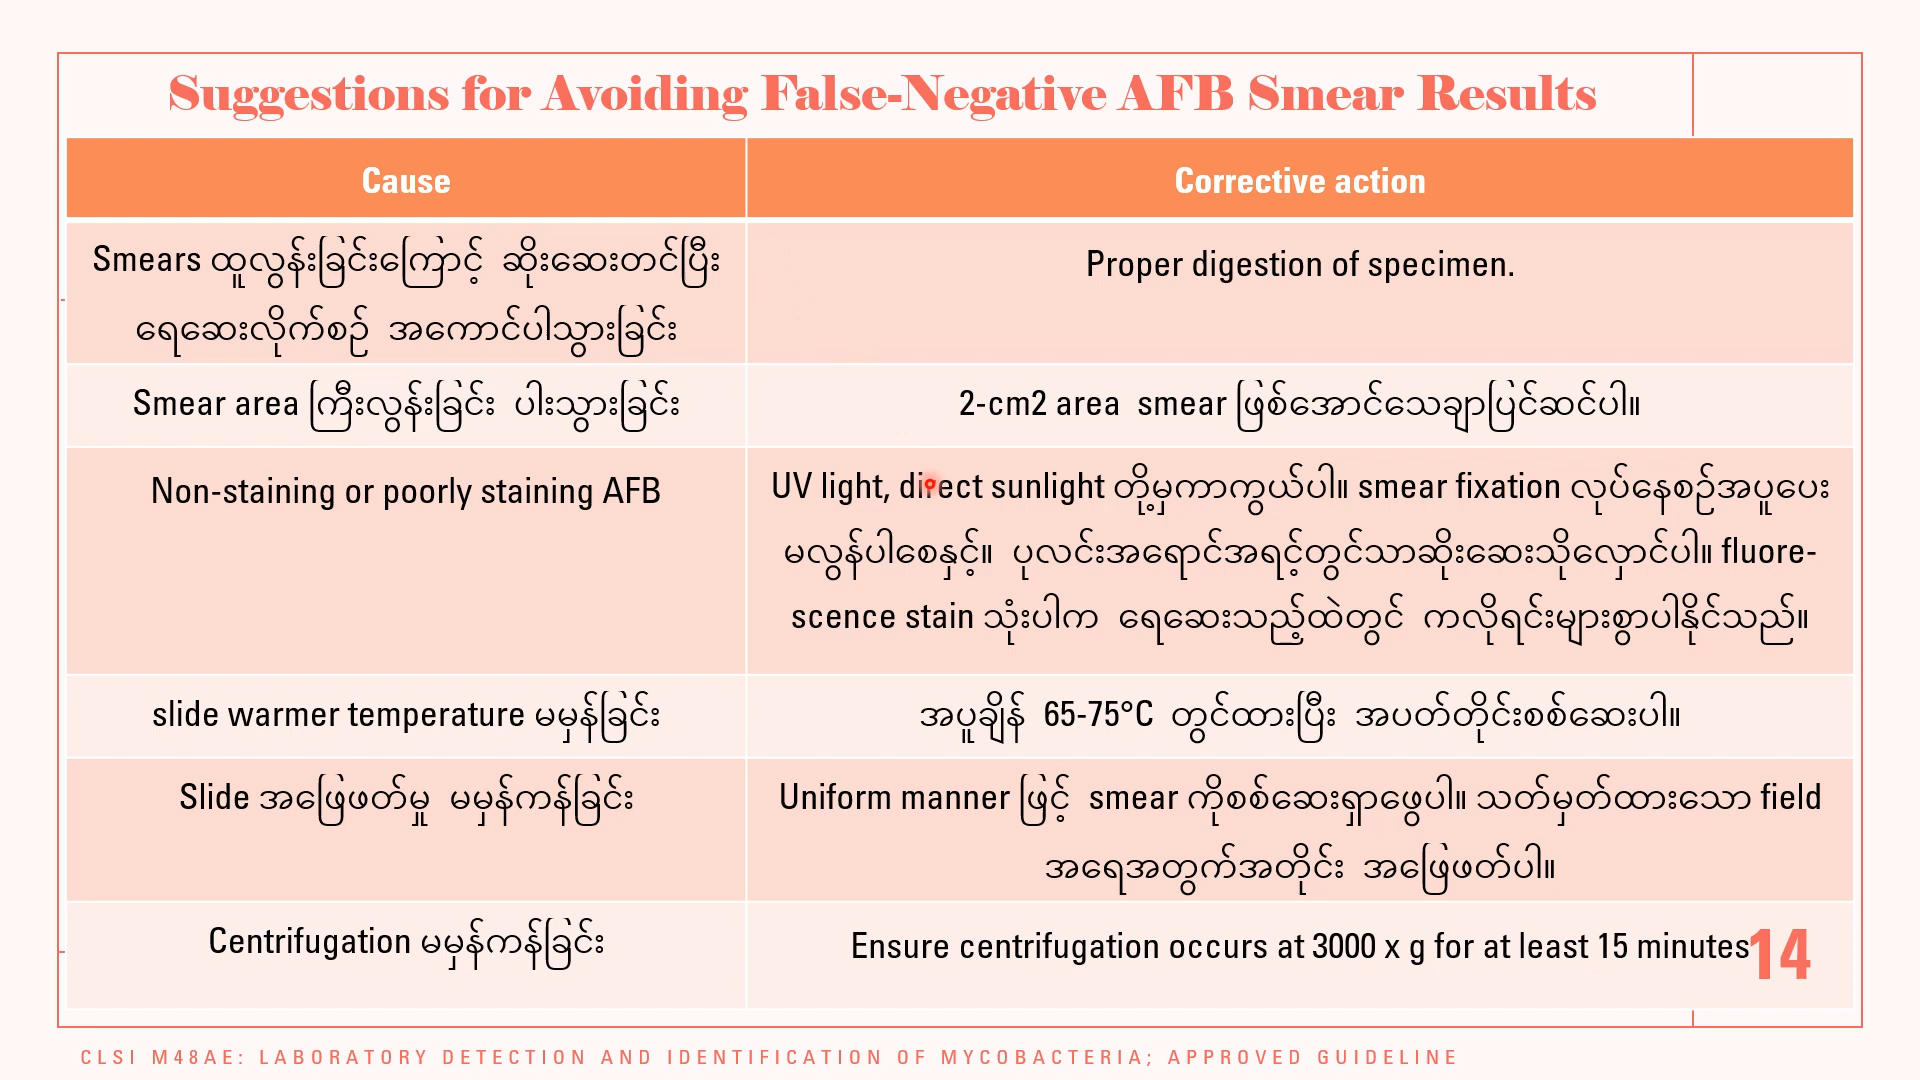 Suggestions for Avoiding False-Negative AFB Smear Results
Cause
Corrective action
Smears ထူလွန်းခြင်းကြောင့် ဆိုးဆေးတင်ပြီး
ရေဆေးလိုက်စဉ် အကောင်ပါသွားခြင်း
Proper digestion of specimen.
Smear area ကြီးလွန်းခြင်း ပါးသွားခြင်း
2-cm2 area smear ဖြစ်အောင်သေချာပြင်ဆင်ပါ။
Non-staining or poorly staining AFB
UV light, direct sunlight တို့မှကာကွယ်ပါ။ smear fixation လုပ်နေစဉ်အပူပေး
မလွန်ပါစေနှင့်။ ပုလင်းအရောင်အရင့်တွင်သာဆိုးဆေးသိုလှောင်ပါ။ fluore-
scence stain သုံးပါက ရေဆေးသည့်ထဲတွင် ကလိုရင်းများစွာပါနိုင်သည်။
slide warmer temperature မမှန်ခြင်း
အပူချိန် 65-75°C တွင်ထားပြီး အပတ်တိုင်းစစ်ဆေးပါ။
Slide အဖြေဖတ်မှု မမှန်ကန်ခြင်း
Uniform manner ဖြင့် smear ကိုစစ်ဆေးရှာဖွေပါ။ သတ်မှတ်ထားသော field
အရေအတွက်အတိုင်း အဖြေဖတ်ပါ။
Centrifugation မမှန်ကန်ခြင်း
Ensure centrifugation occurs at 3000 x g for at least 15 minutes
14
CLSI M48AE: LABORATORY DETECTION AND IDENTIFICATION OF MYCOBACTERIA; APPROVED GUIDELINE